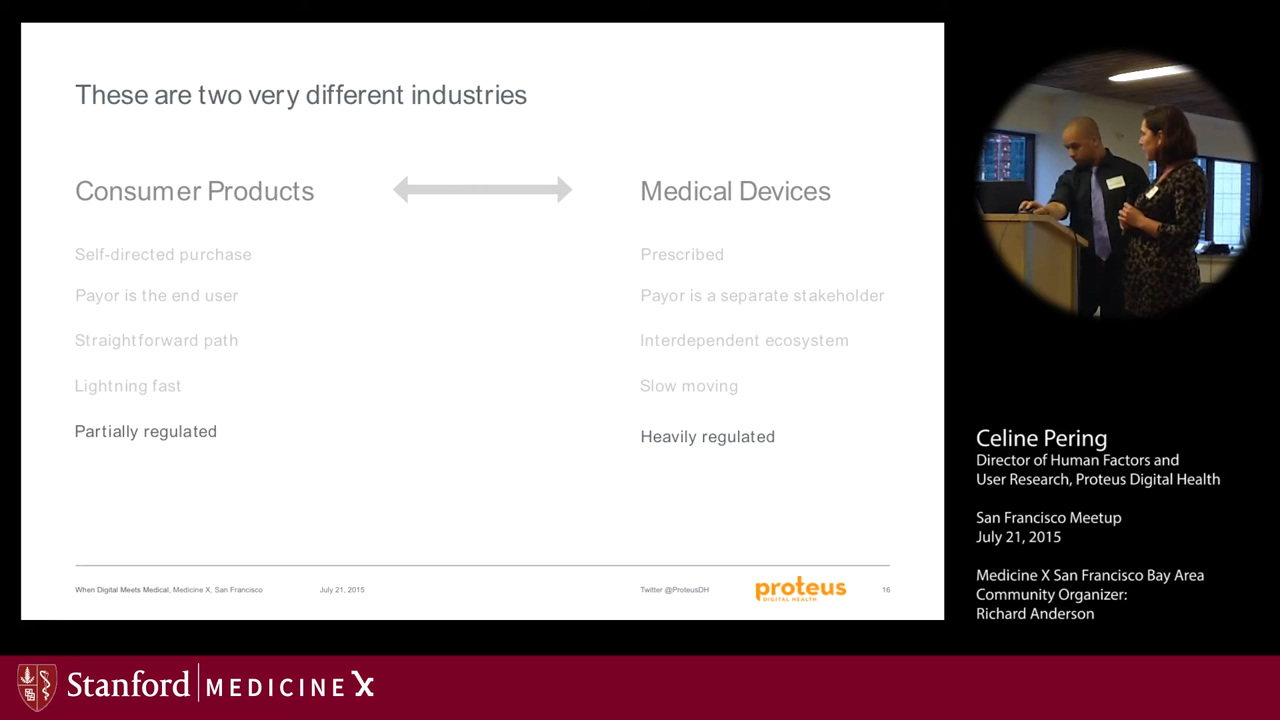 These are two very different industries
Consumer Products
Medical Devices
Self-directed purchase
Prescribed
Payor is the end user
Payor is a separate stakeholder
Straightforward path
Interdependent ecosystem
Lightning fast
Slow moving
Partially regulated
Heavily regulated
When Digital Meets Medical, Medicine X, San Francisco
July 21, 2015
Twitter @ProteusDH
proteus
DIGITAL HEALTH
16
Celine Pering
Director of Human Factors and
User Research, Proteus Digital Health
San Francisco Meetup
July 21, 2015
Medicine X San Francisco Bay Area
Community Organizer:
Richard Anderson
Stanford MEDICINE X